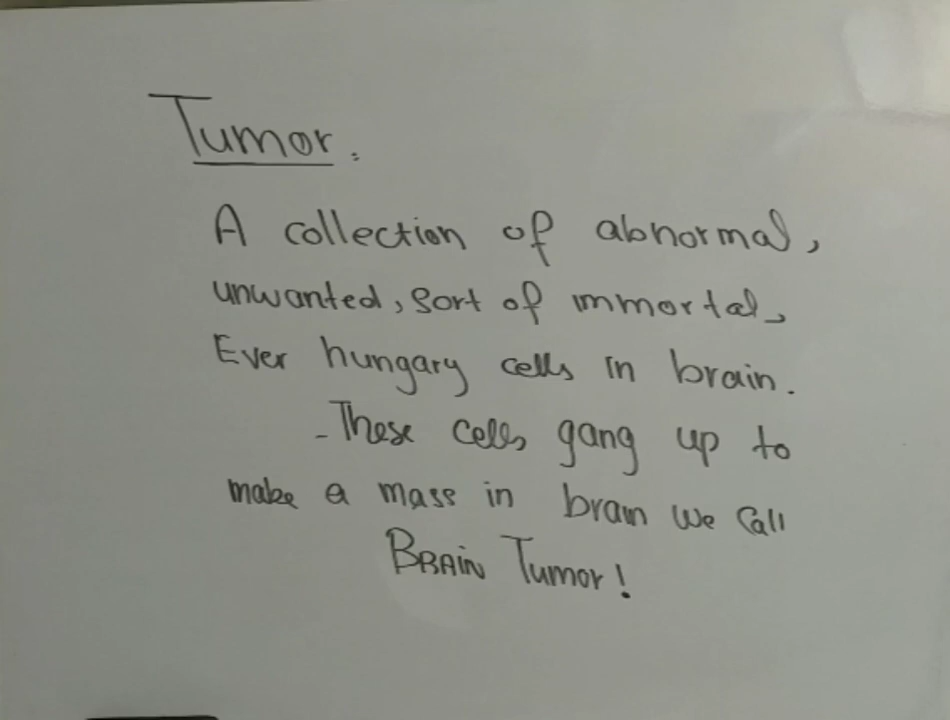 Tumor:
A collection of abnormal,
unwanted, sort of immortal,
Ever hungary cells in brain.
- These cells gang up to
make a mass in brain we call
BRAIN Tumor!